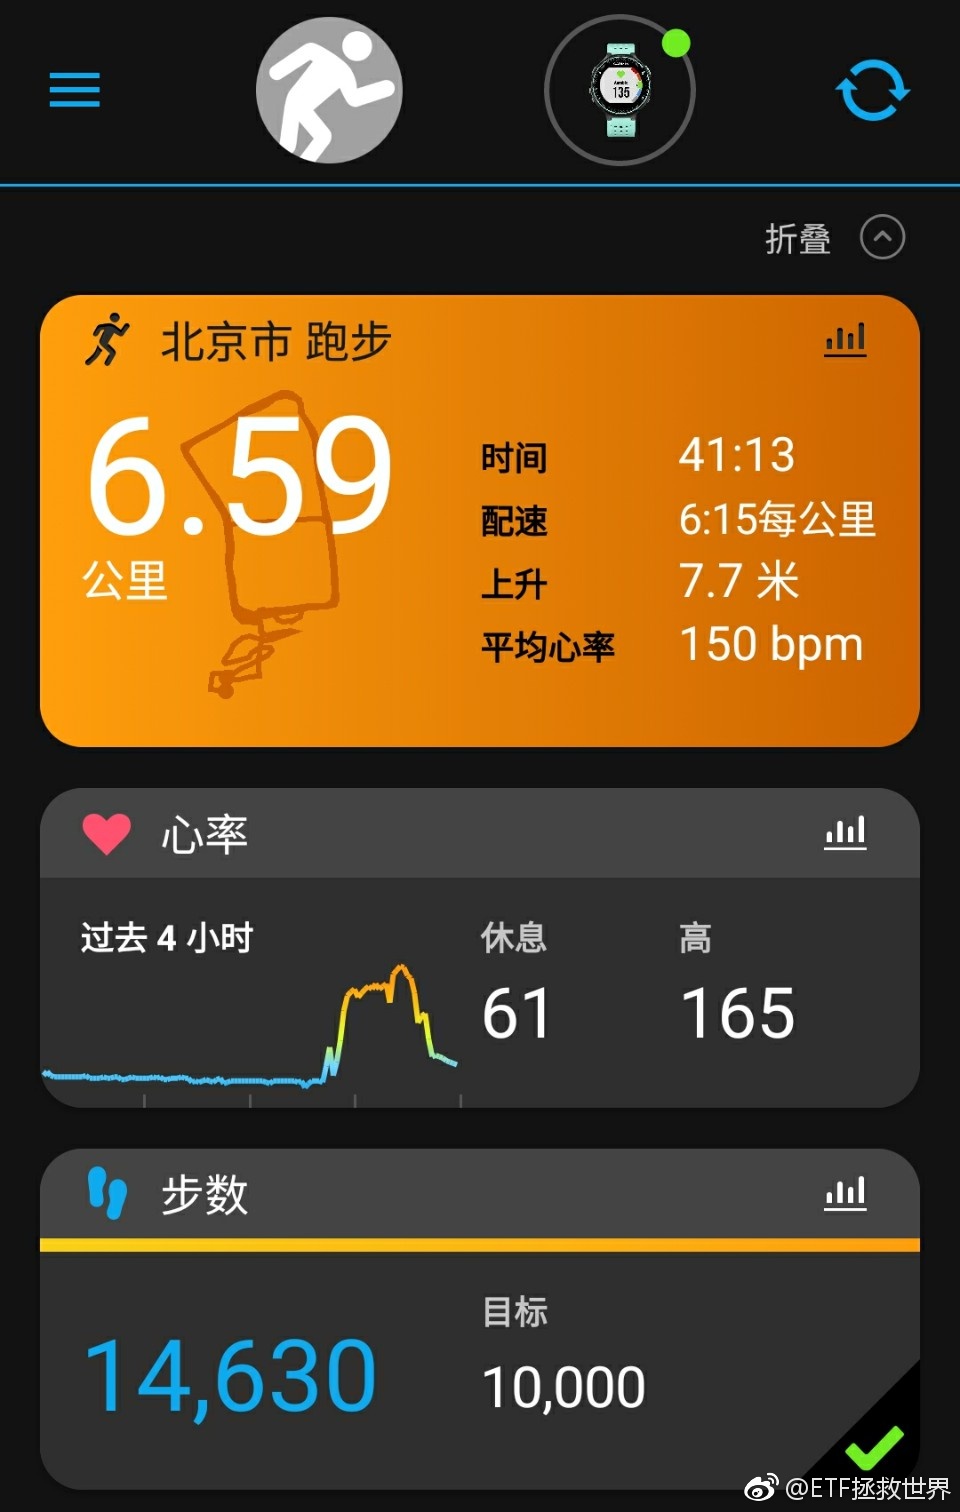 135
折叠
北京市 跑步
6.59
公里
时间 41:13
配速 6:15每公里
上升 7.7 米
平均心率 150 bpm
心率
过去 4 小时
休息 高
61 165
步数
目标
14,630 10,000
@ETF拯救世界